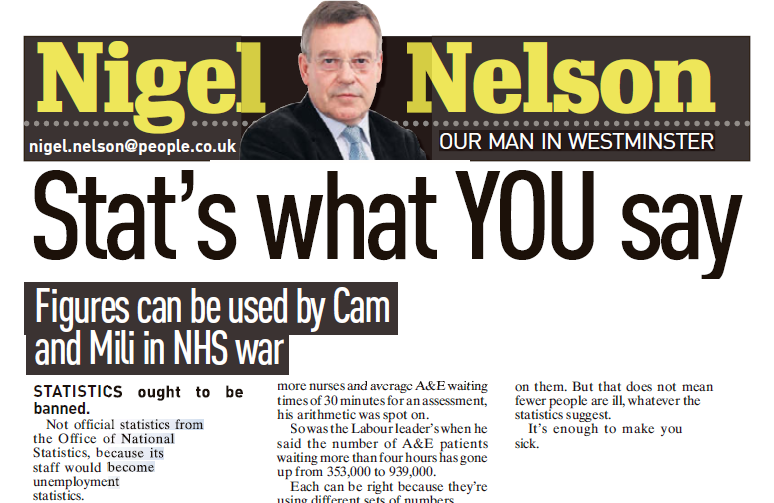 Nigel Nelson
nigel.nelson@people.co.uk
OUR MAN IN WESTMINSTER
Stat's what YOU say
Figures can be used by Cam
and Mili in NHS war
STATISTICS ought to be
banned.
Not official statistics from
the Office of National
Statistics, because its
staff would become
unemployment
statistics.
more nurses and average A&E waiting
times of 30 minutes for an assessment,
his arithmetic was spot on.
So was the Labour leader's when he
said the number of A&E patients
waiting more than four hours has gone
up from 353,000 to 939,000.
Each can be right because they're
using different sets of numbers.
on them. But that does not mean
fewer people are ill, whatever the
statistics suggest.
It's enough to make you
sick.